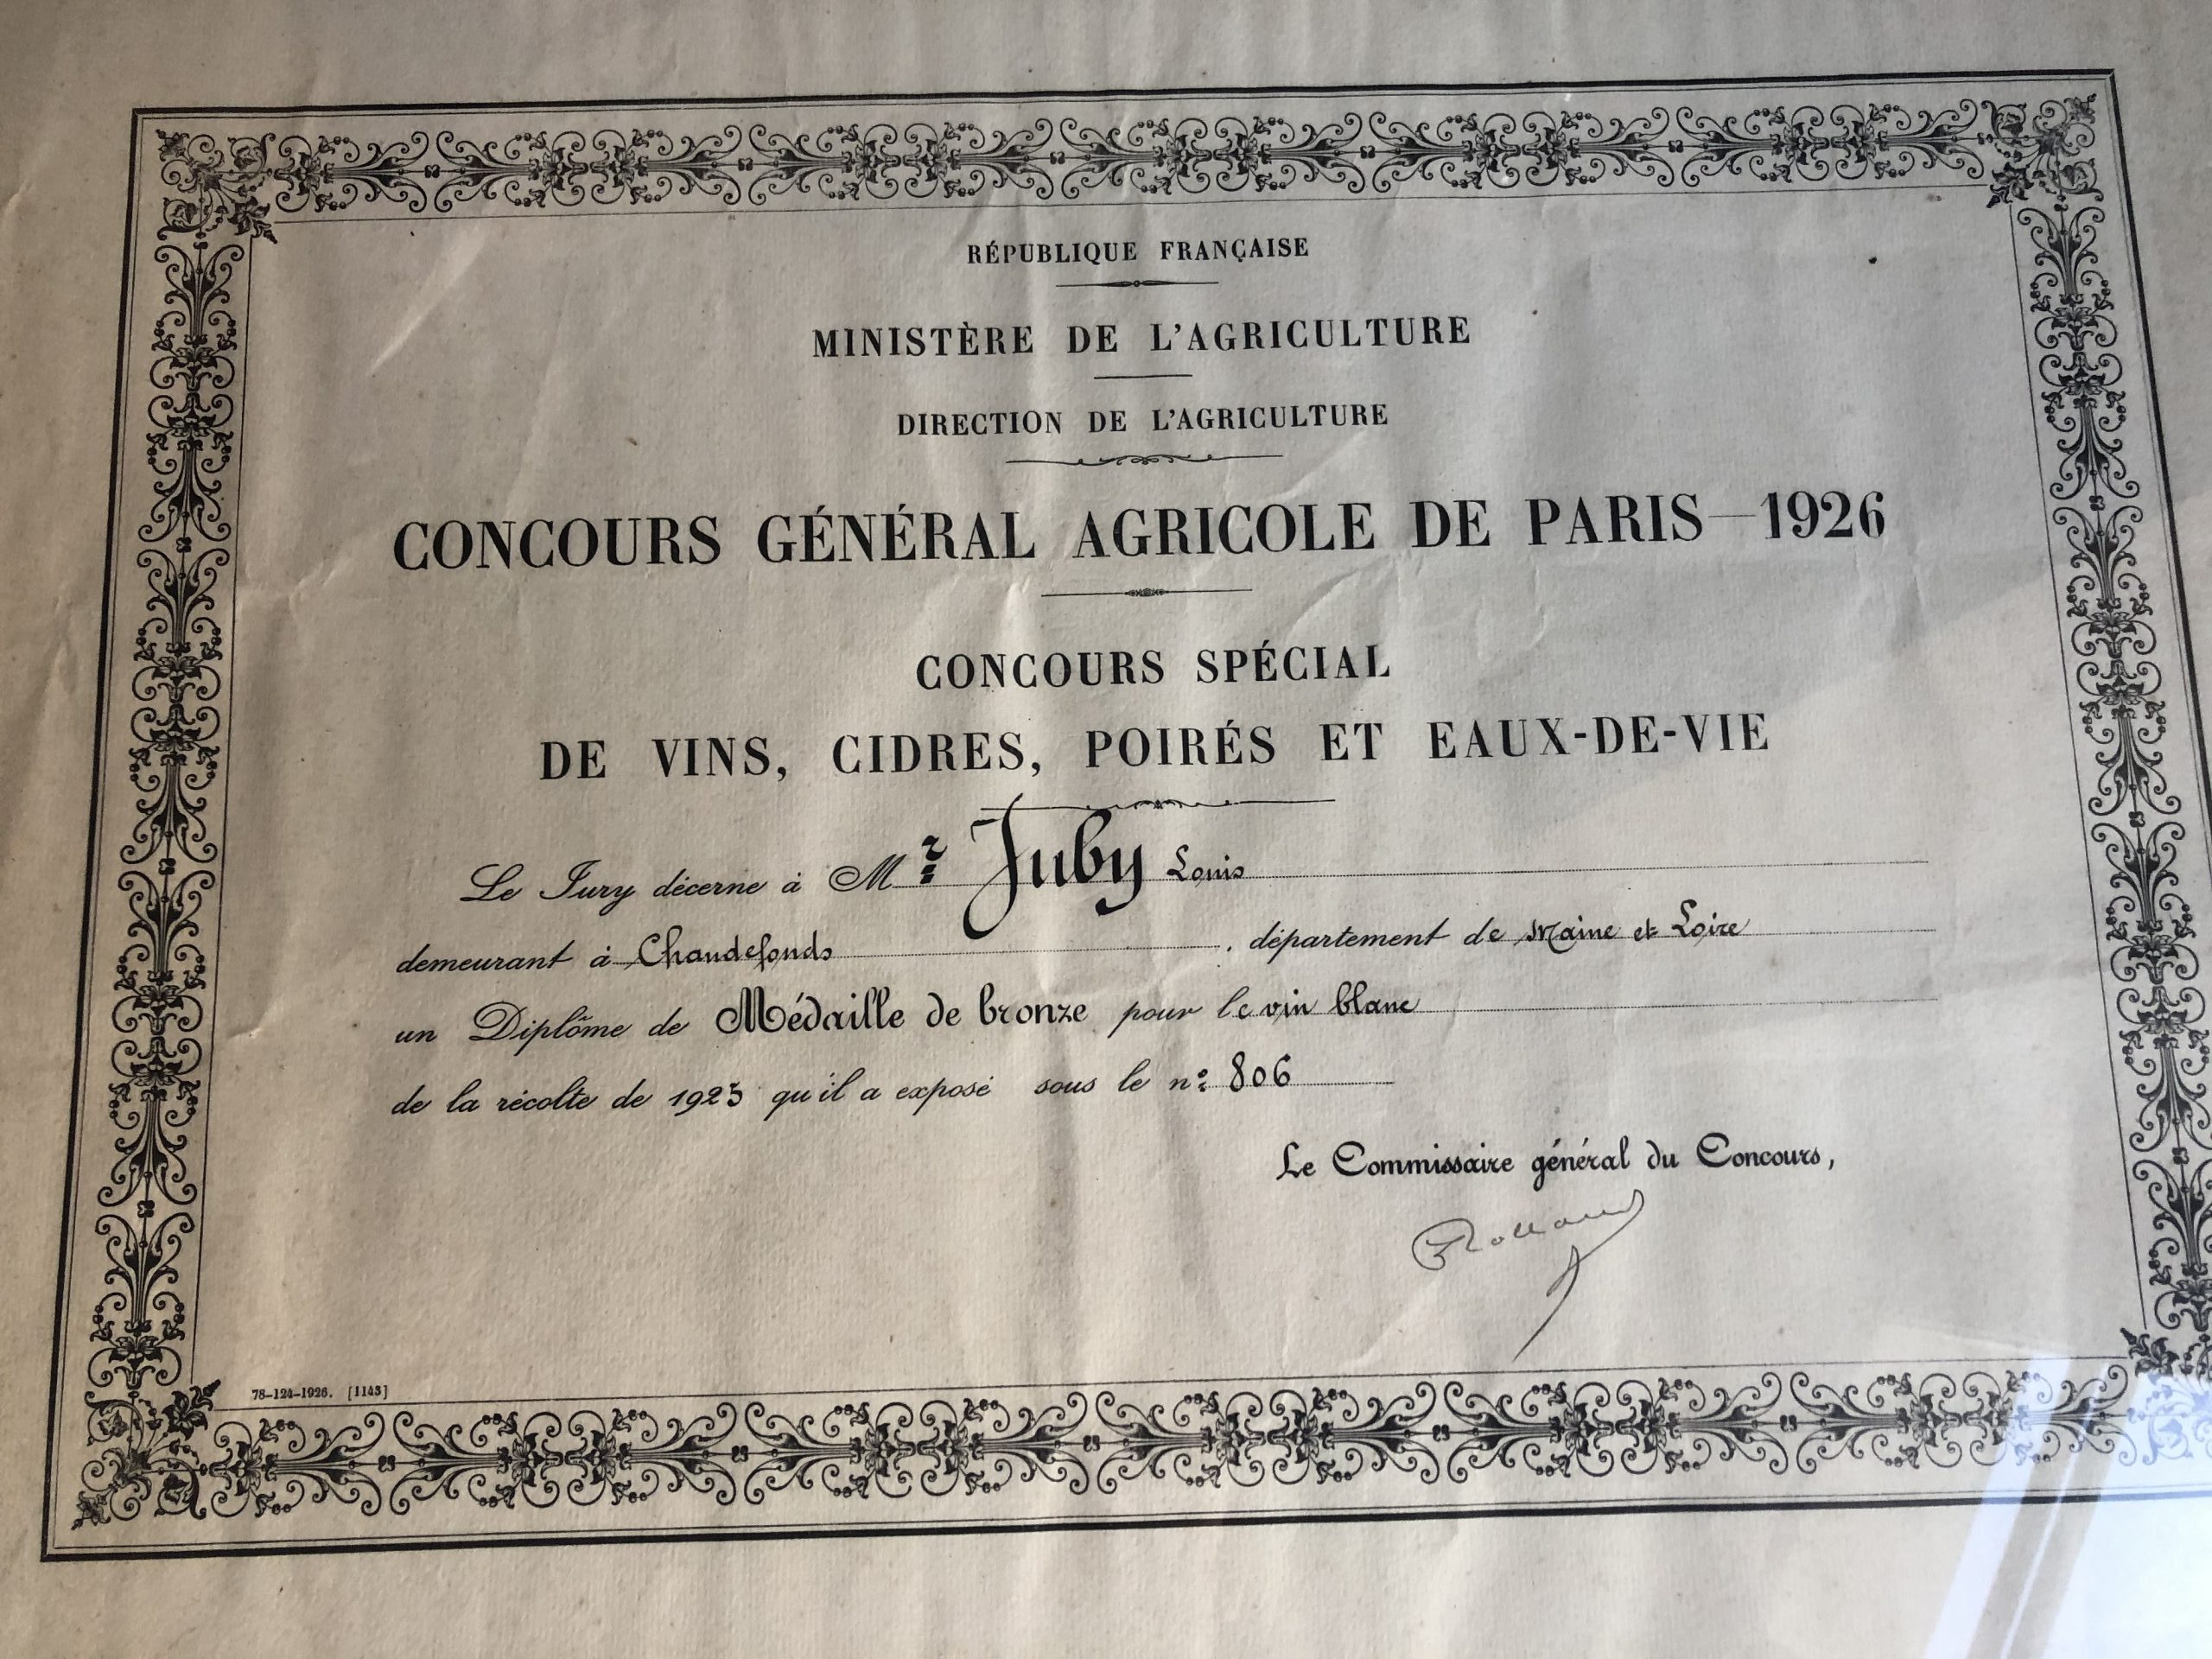 RÉPUBLIQUE FRANÇAISE
MINISTÈRE DE L'AGRICULTURE
DIRECTION DE L'AGRICULTURE
CONCOURS GÉNÉRAL AGRICOLE DE PARIS—1926
CONCOURS SPÉCIAL
DE VINS, CIDRES, POIRÉS ET EAUX-DE-VIE
Le Jury décerne à Mr Juby Louis
demeurant à Chaudefonds, département de Maine et Loire
un Diplôme de Médaille de bronze pour le vin blanc
de la récolte de 1925 qu'il a exposé sous le n° 806
Le Commissaire général du Concours,
78-124-1926. [1143]